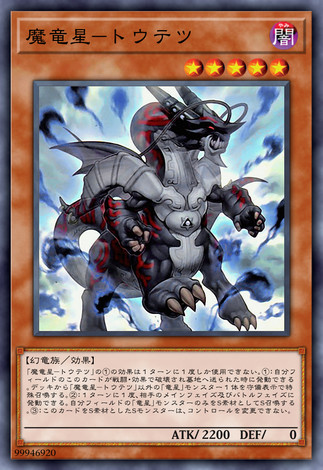 魔竜星－トウテツ
闇
やみ
【幻竜族／効果】
「魔竜星－トウテツ」の①の効果は１ターンに１度しか使用できない。①：自分
フィールドのこのカードが戦闘・効果で破壊され墓地へ送られた時に発動できる
。デッキから「魔竜星－トウテツ」以外の「竜星」モンスター１体を守備表示で特
殊召喚する。②：１ターンに１度、相手のメインフェイズ及びバトルフェイズに
発動できる。自分フィールドの「竜星」モンスターのみをS素材としてS召喚す
る。③：このカードをS素材としたSモンスターは、コントロールを変更できない。
ATK/ 2200 DEF/ 0
99946920